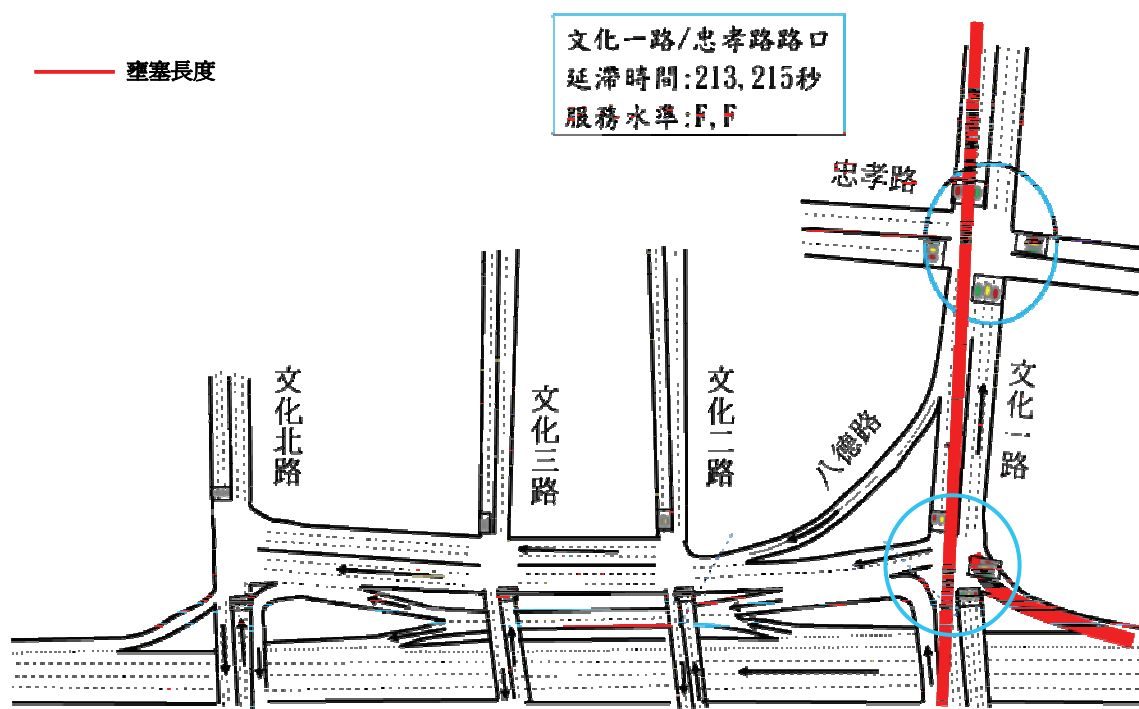 壅塞長度
文化一路/忠孝路路口
延滯時間:213,215秒
服務水準:F,F
忠孝路
文化北路
文化三路
文化二路
八德路
文化一路